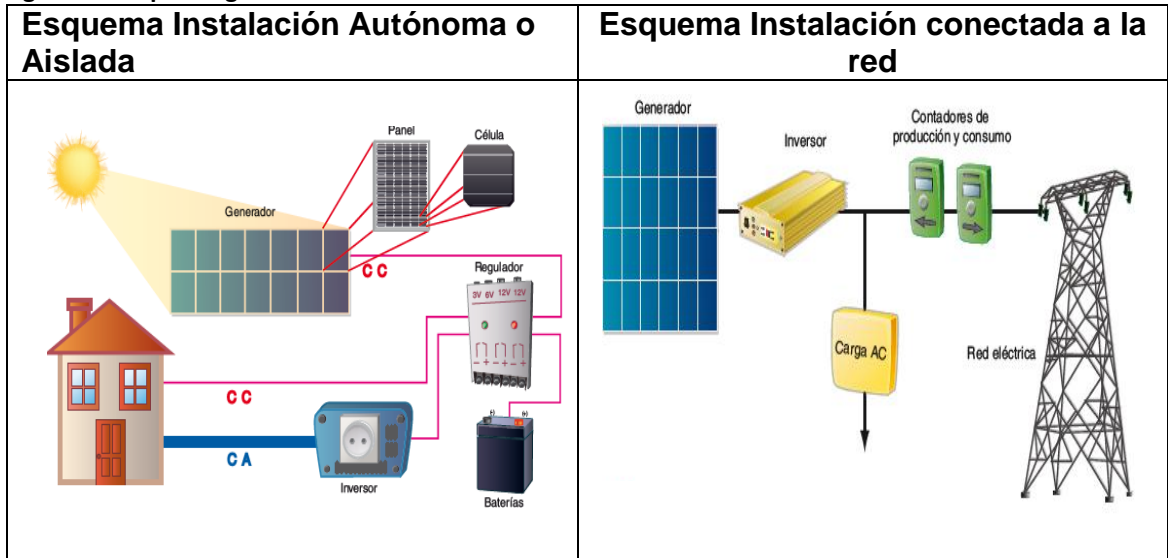 Esquema Instalación Autónoma o
Aislada
Esquema Instalación conectada a la
red
Panel
Célula
Generador
C C
Regulador
3V 6V 12V 12V
- + - + - +
C C
C A
Inversor
(-) (+)
Baterías
Generador
Inversor
Contadores de
producción y consumo
Carga AC
Red eléctrica